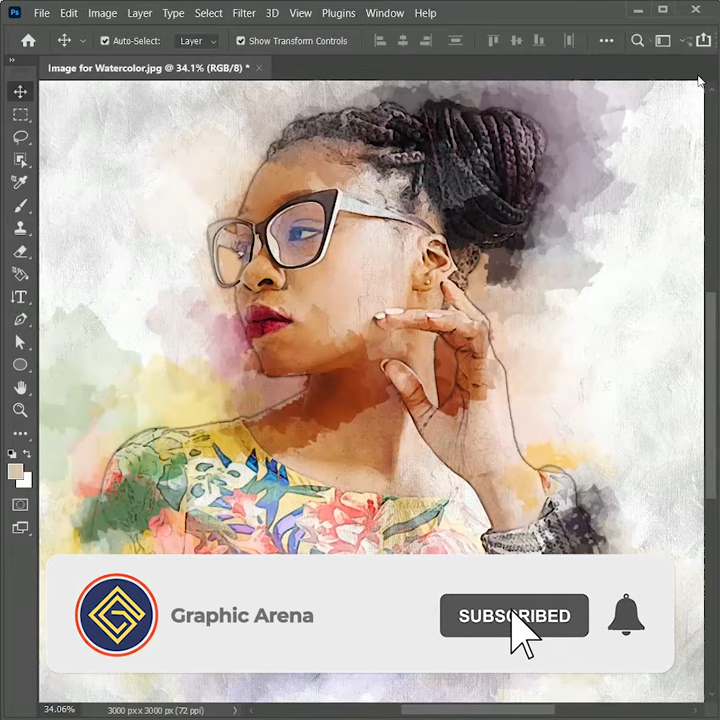 Ps File Edit Image Layer Type Select Filter 3D View Plugins Window Help
Auto-Select: Layer Show Transform Controls
Image for Watercolor.jpg @ 34.1% (RGB/8) *
Graphic Arena
SUBSCRIBED
34.06% 3000 px x 3000 px (72 ppi)